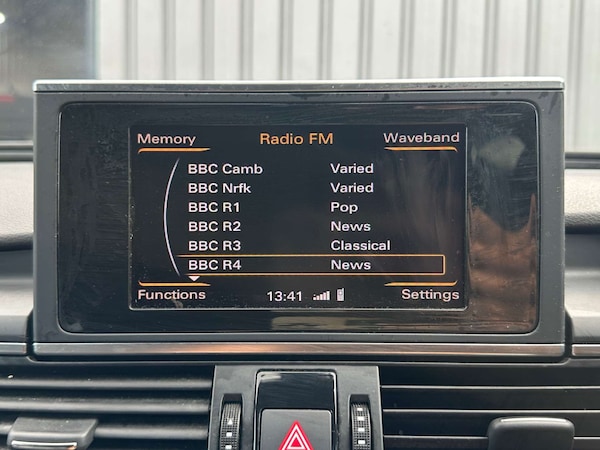 Memory Radio FM Waveband
BBC Camb Varied
BBC Nrfk Varied
BBC R1 Pop
BBC R2 News
BBC R3 Classical
BBC R4 News
Functions 13:41 Settings